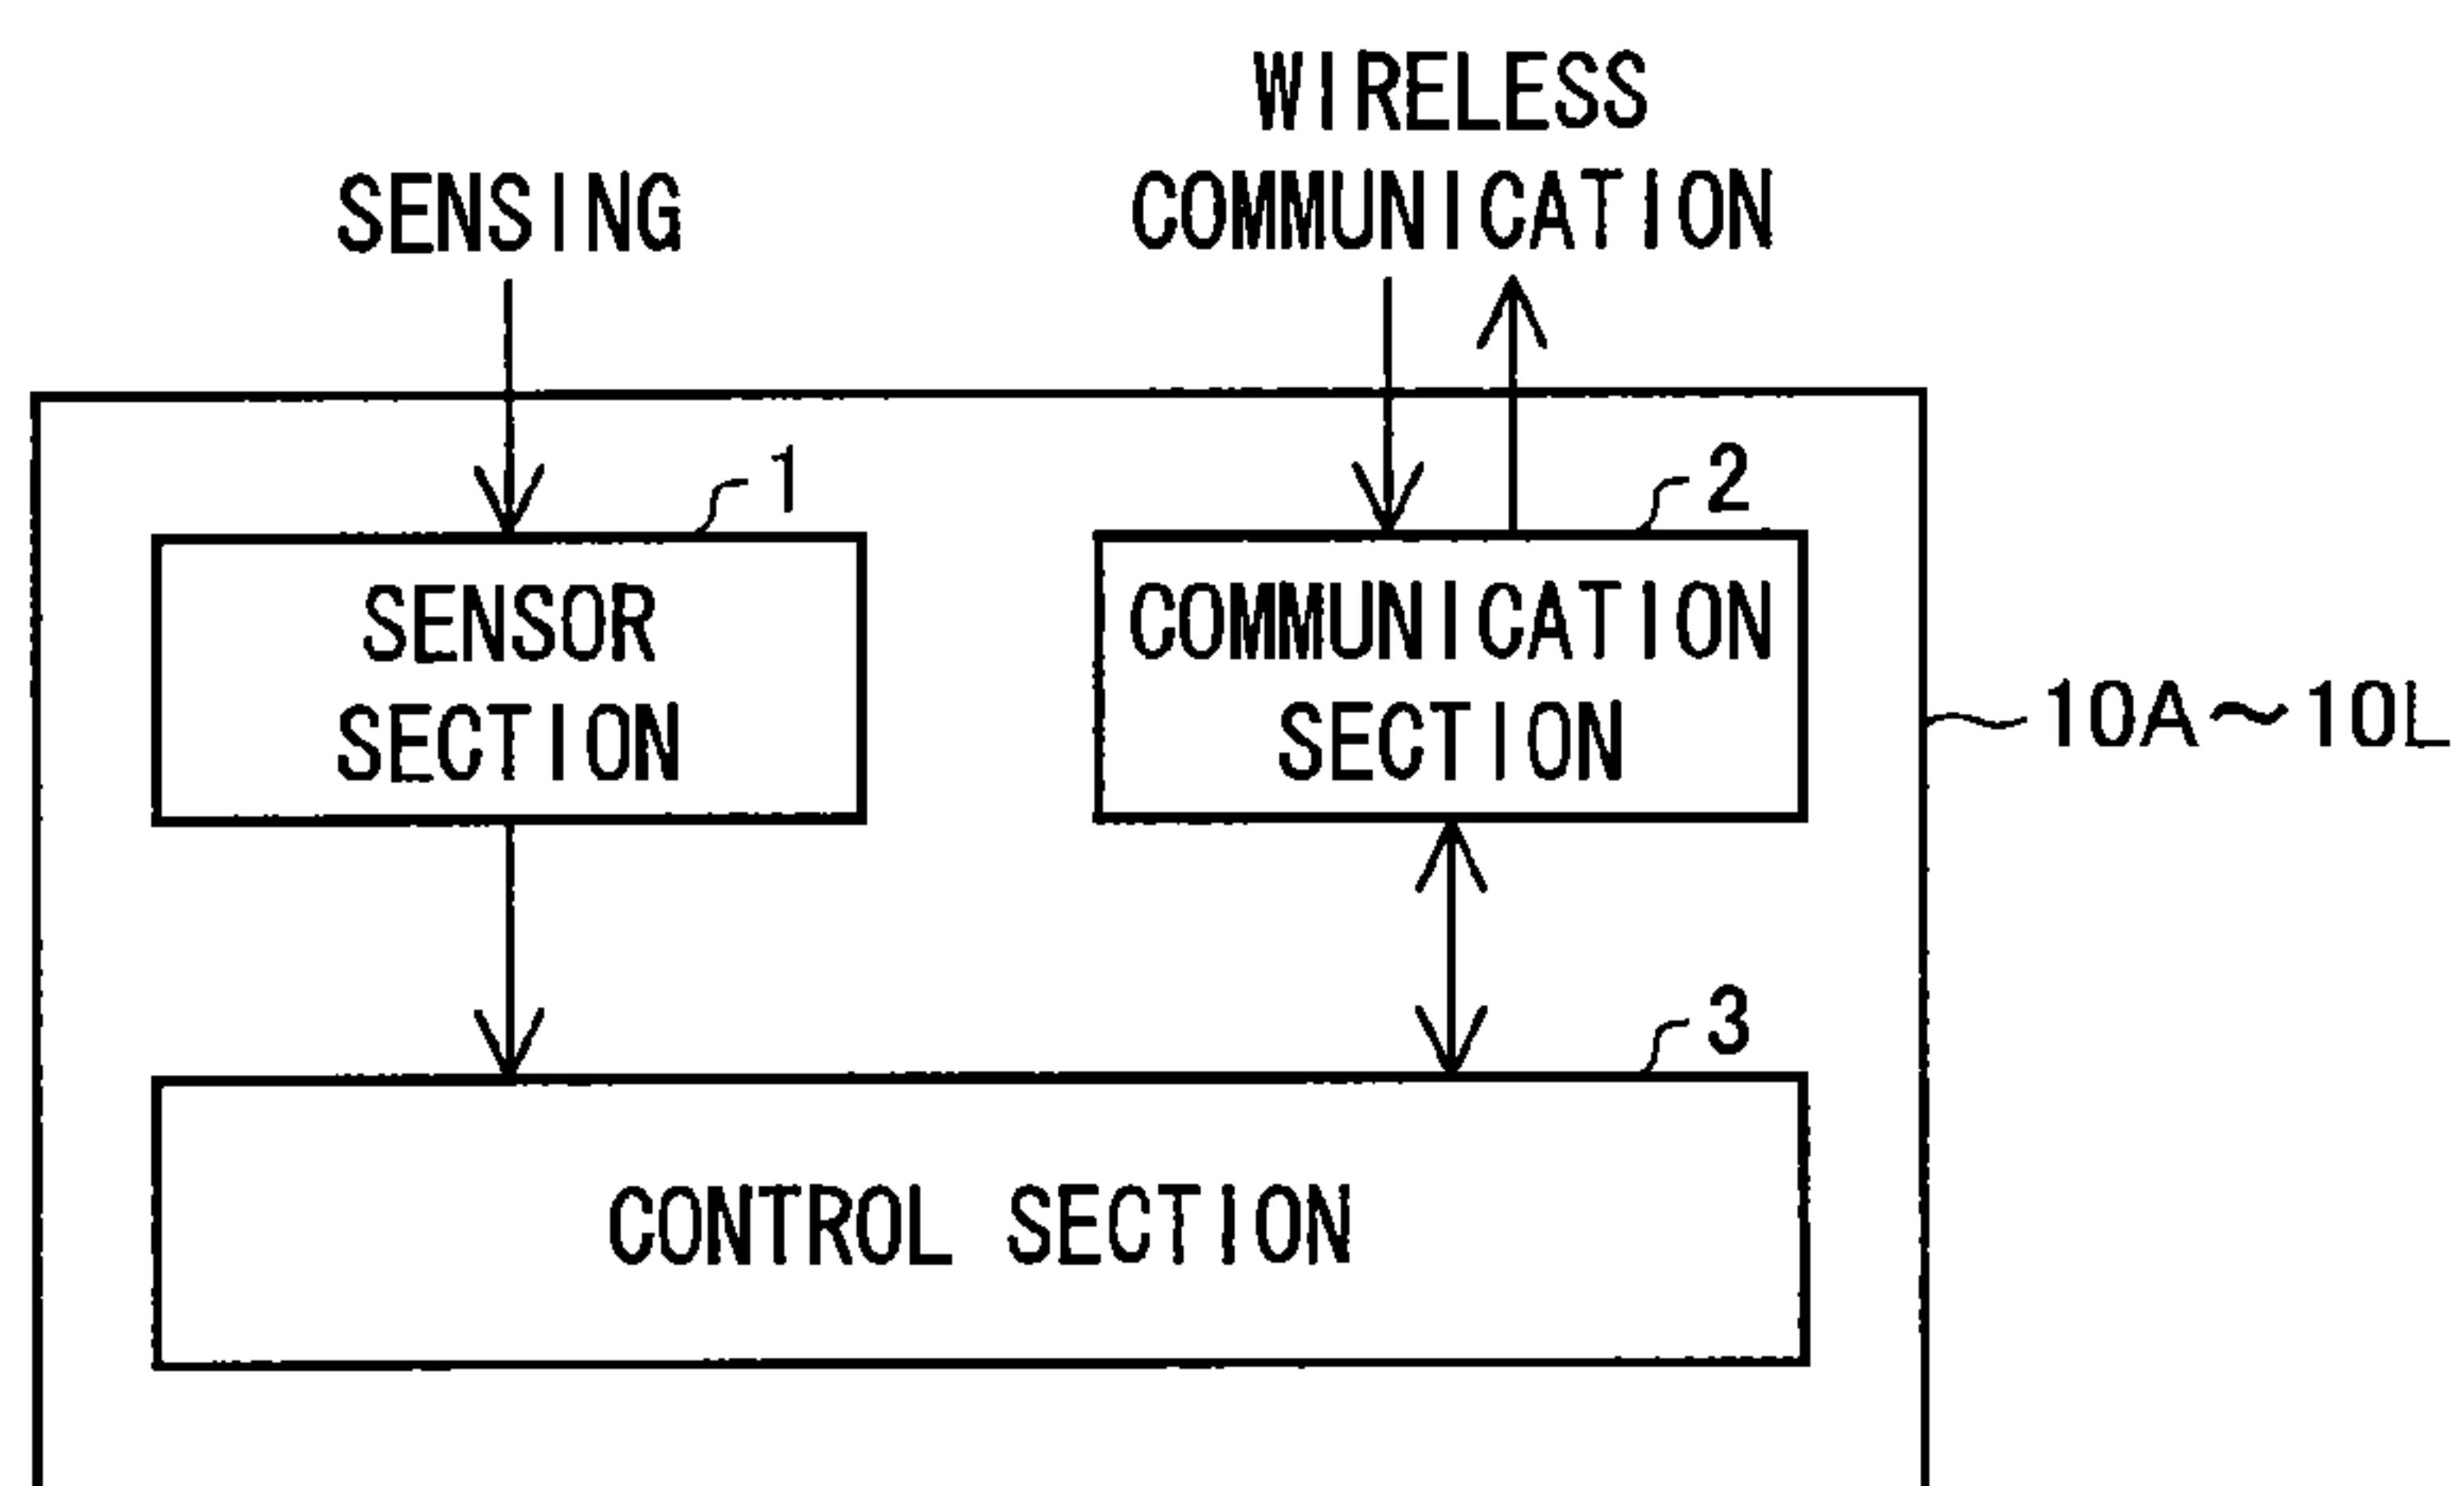 WIRELESS
SENSING
COMMUNICATION
1
2
SENSOR
SECTION
COMMUNICATION
SECTION
10A～10L
3
CONTROL SECTION